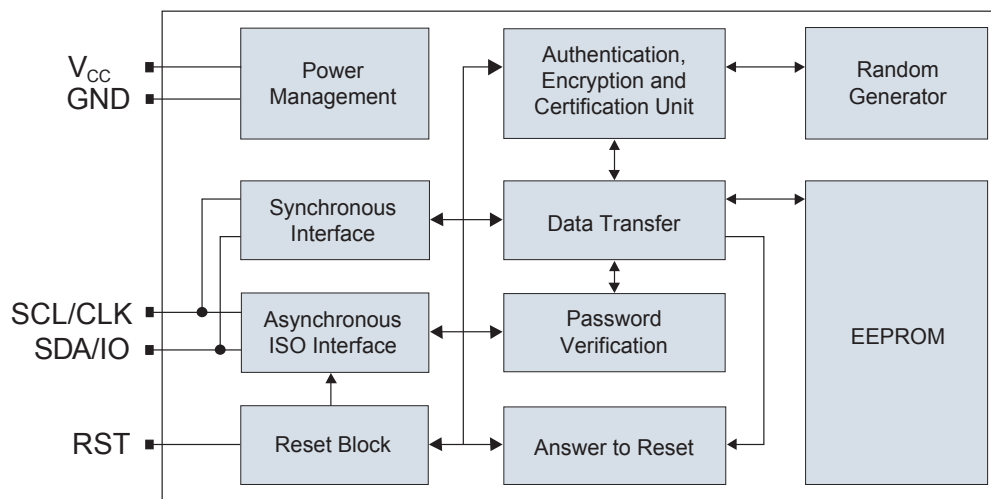 V_CC
GND
Power
Management
Authentication,
Encryption and
Certification Unit
Random
Generator
Synchronous
Interface
Data Transfer
EEPROM
SCL/CLK
SDA/IO
Asynchronous
ISO Interface
Password
Verification
RST
Reset Block
Answer to Reset